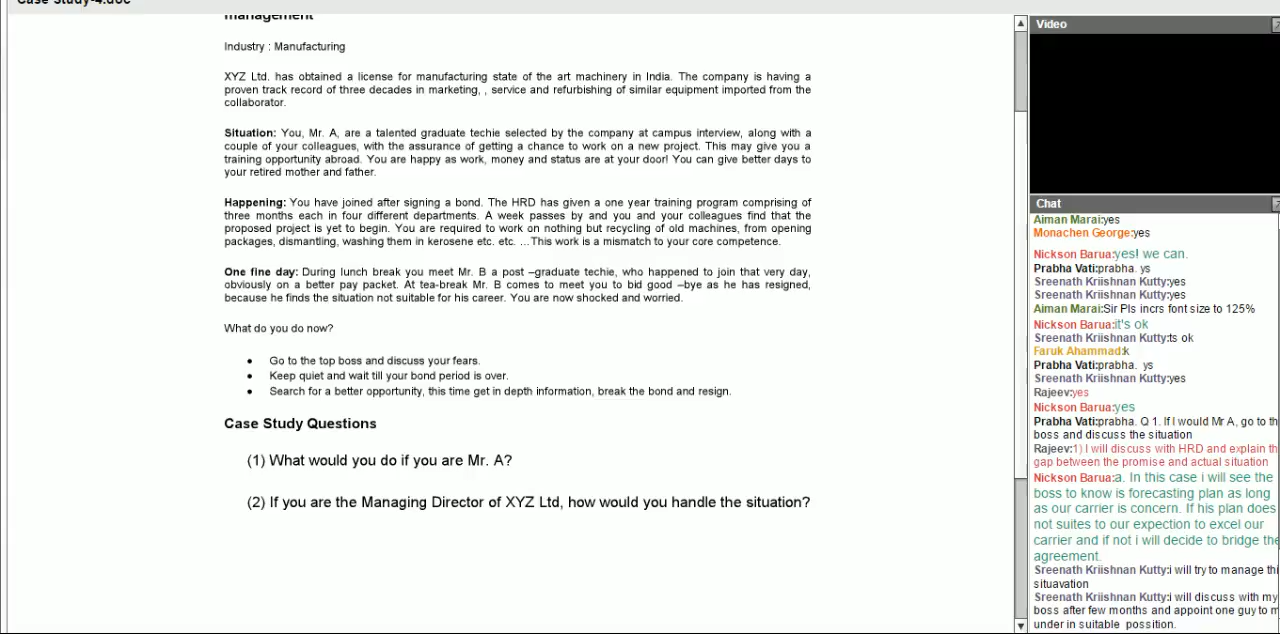 Case Study-4.doc
management
Industry : Manufacturing
XYZ Ltd. has obtained a license for manufacturing state of the art machinery in India. The company is having a
proven track record of three decades in marketing, , service and refurbishing of similar equipment imported from the
collaborator.
Situation: You, Mr. A, are a talented graduate techie selected by the company at campus interview, along with a
couple of your colleagues, with the assurance of getting a chance to work on a new project. This may give you a
training opportunity abroad. You are happy as work, money and status are at your door! You can give better days to
your retired mother and father.
Happening: You have joined after signing a bond. The HRD has given a one year training program comprising of
three months each in four different departments. A week passes by and you and your colleagues find that the
proposed project is yet to begin. You are required to work on nothing but recycling of old machines, from opening
packages, dismantling, washing them in kerosene etc. etc. ...This work is a mismatch to your core competence.
One fine day: During lunch break you meet Mr. B a post –graduate techie, who happened to join that very day,
obviously on a better pay packet. At tea-break Mr. B comes to meet you to bid good –bye as he has resigned,
because he finds the situation not suitable for his career. You are now shocked and worried.
What do you do now?
• Go to the top boss and discuss your fears.
• Keep quiet and wait till your bond period is over.
• Search for a better opportunity, this time get in depth information, break the bond and resign.
Case Study Questions
(1) What would you do if you are Mr. A?
(2) If you are the Managing Director of XYZ Ltd, how would you handle the situation?
Video
Chat
Aiman Marai:yes
Monachen George:yes
Nickson Barua:yes! we can.
Prabha Vati:prabha. ys
Sreenath Kriishnan Kutty:yes
Sreenath Kriishnan Kutty:yes
Aiman Marai:Sir Pls incrs font size to 125%
Nickson Barua:it's ok
Sreenath Kriishnan Kutty:ts ok
Faruk Ahammad:k
Prabha Vati:prabha. ys
Sreenath Kriishnan Kutty:yes
Rajeev:yes
Nickson Barua:yes
Prabha Vati:prabha. Q 1. If I would Mr A, go to th
boss and discuss the situation
Rajeev:1) I will discuss with HRD and explain th
gap between the promise and actual situation
Nickson Barua:a. In this case i will see the
boss to know is forecasting plan as long
as our carrier is concern. If his plan does
not suites to our expection to excel our
carrier and if not i will decide to bridge the
agreement.
Sreenath Kriishnan Kutty:i will try to manage thi
situavation
Sreenath Kriishnan Kutty:i will discuss with my
boss after few months and appoint one guy to m
under in suitable possition.